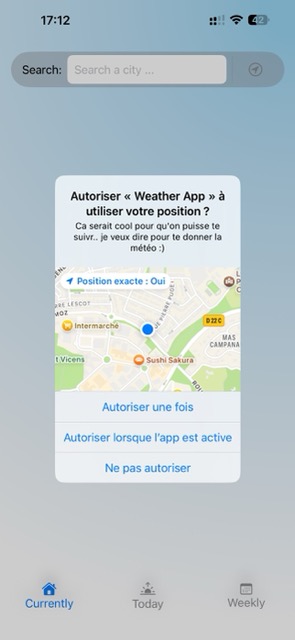 17:12
42
Search: Search a city ...
Autoriser « Weather App » à
utiliser votre position ?
Ca serait cool pour qu'on puisse te
suivr.. je veux dire pour te donner la
météo :)
Position exacte : Oui
ARE LESCOT
MOZ
Intermarché
D 22 C
MAS
CAMPANA
t Vicens
Sushi Sakura
Autoriser une fois
Autoriser lorsque l'app est active
Ne pas autoriser
Currently
Today
Weekly